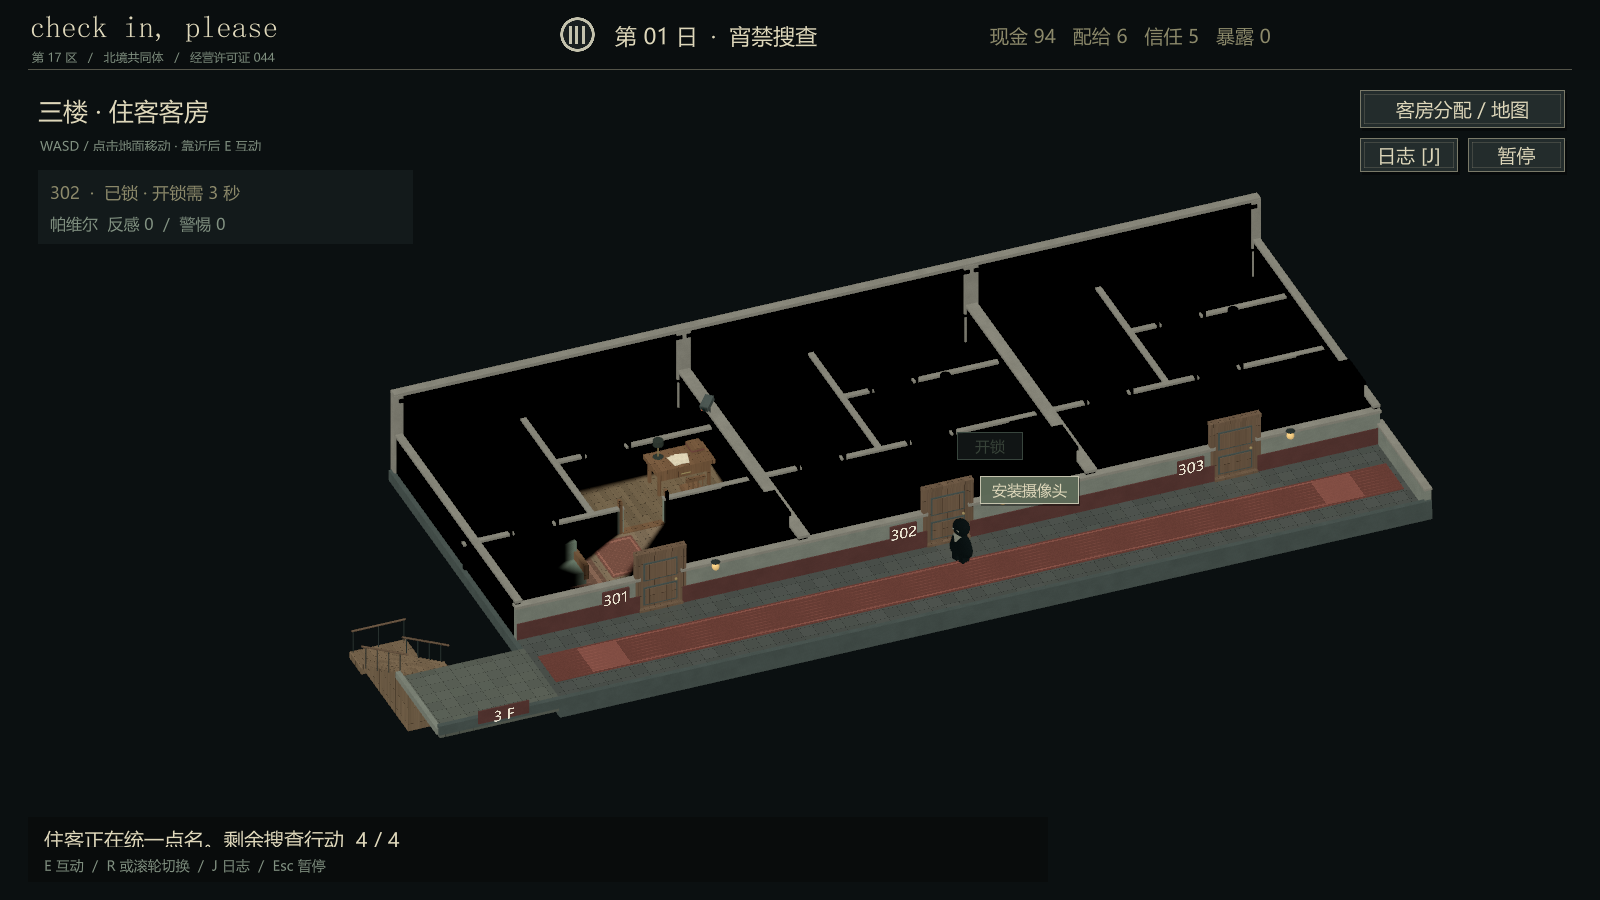 check in, please
第 17 区 / 北境共同体 / 经营许可证 044
第 01 日 · 宵禁搜查
现金 94 配给 6 信任 5 暴露 0
三楼 · 住客客房
WASD / 点击地面移动 · 靠近后 E 互动
客房分配 / 地图
日志 [J]
暂停
302 · 已锁 · 开锁需 3 秒
帕维尔 反感 0 / 警惕 0
开锁
安装摄像头
303
302
301
3 F
住客正在统一点名。剩余搜查行动 4 / 4
E 互动 / R 或滚轮切换 / J 日志 / Esc 暂停